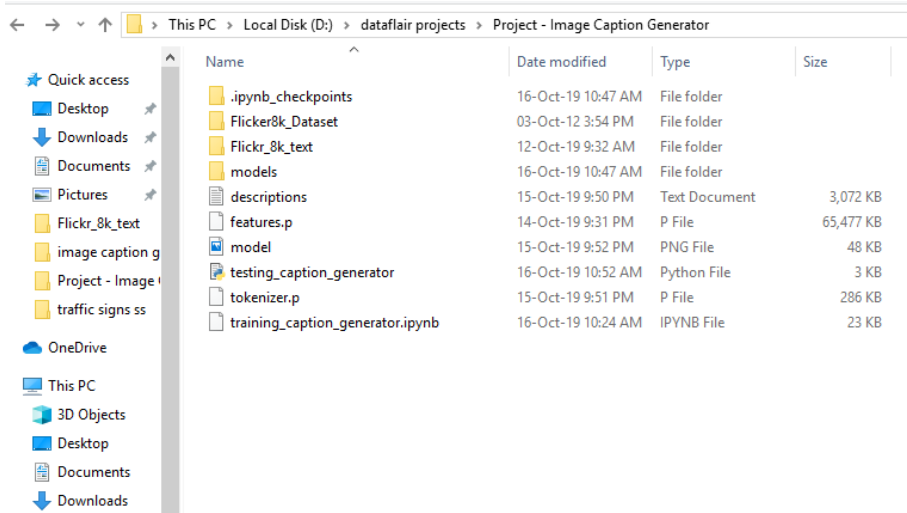 This PC > Local Disk (D:) > dataflair projects > Project - Image Caption Generator
Name Date modified Type Size
Quick access
Desktop
Downloads
Documents
Pictures
Flickr_8k_text
image caption g
Project - Image
traffic signs ss
OneDrive
This PC
3D Objects
Desktop
Documents
Downloads
.ipynb_checkpoints 16-Oct-19 10:47 AM File folder
Flicker8k_Dataset 03-Oct-12 3:54 PM File folder
Flickr_8k_text 12-Oct-19 9:32 AM File folder
models 16-Oct-19 10:47 AM File folder
descriptions 15-Oct-19 9:50 PM Text Document 3,072 KB
features.p 14-Oct-19 9:31 PM P File 65,477 KB
model 15-Oct-19 9:52 PM PNG File 48 KB
testing_caption_generator 16-Oct-19 10:52 AM Python File 3 KB
tokenizer.p 15-Oct-19 9:51 PM P File 286 KB
training_caption_generator.ipynb 16-Oct-19 10:24 AM IPYNB File 23 KB